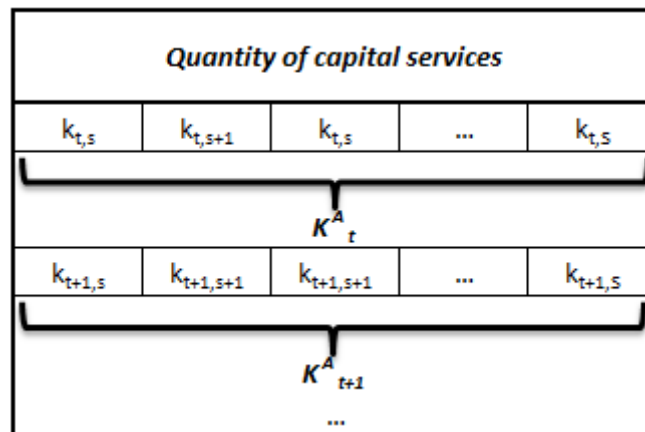 Quantity of capital services
k_{t,s} k_{t,s+1} k_{t,s} ... k_{t,S}
K^A_t
k_{t+1,s} k_{t+1,s+1} k_{t+1,s+1} ... k_{t+1,S}
K^A_{t+1}
...